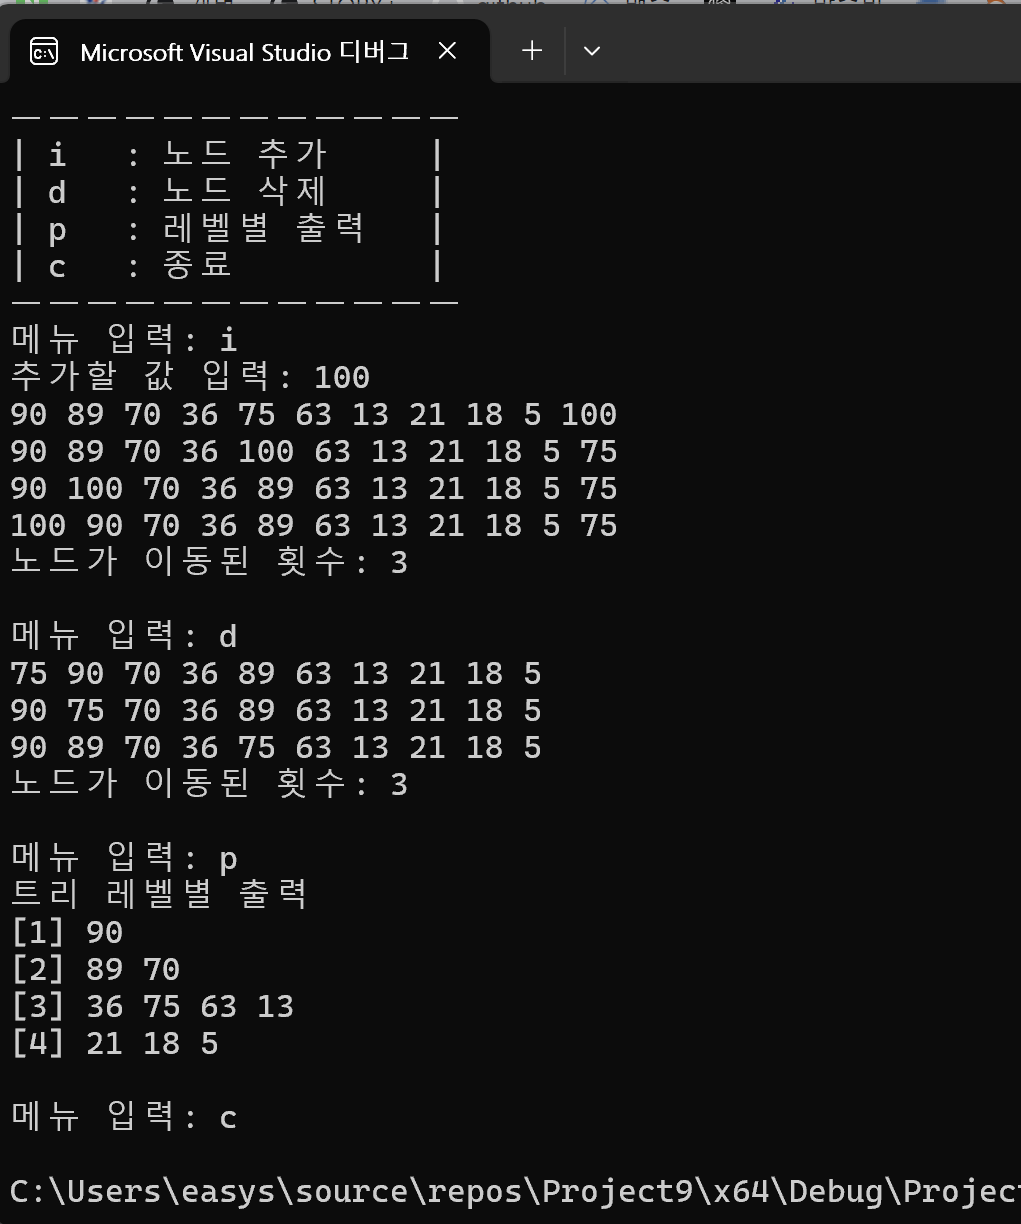 Microsoft Visual Studio 디버그
— — — — — — — — — — — —
| i : 노드 추가 |
| d : 노드 삭제 |
| p : 레벨별 출력 |
| c : 종료 |
— — — — — — — — — — — —
메뉴 입력: i
추가할 값 입력: 100
90 89 70 36 75 63 13 21 18 5 100
90 89 70 36 100 63 13 21 18 5 75
90 100 70 36 89 63 13 21 18 5 75
100 90 70 36 89 63 13 21 18 5 75
노드가 이동된 횟수: 3
메뉴 입력: d
75 90 70 36 89 63 13 21 18 5
90 75 70 36 89 63 13 21 18 5
90 89 70 36 75 63 13 21 18 5
노드가 이동된 횟수: 3
메뉴 입력: p
트리 레벨별 출력
[1] 90
[2] 89 70
[3] 36 75 63 13
[4] 21 18 5
메뉴 입력: c
C:\Users\easys\source\repos\Project9\x64\Debug\Project